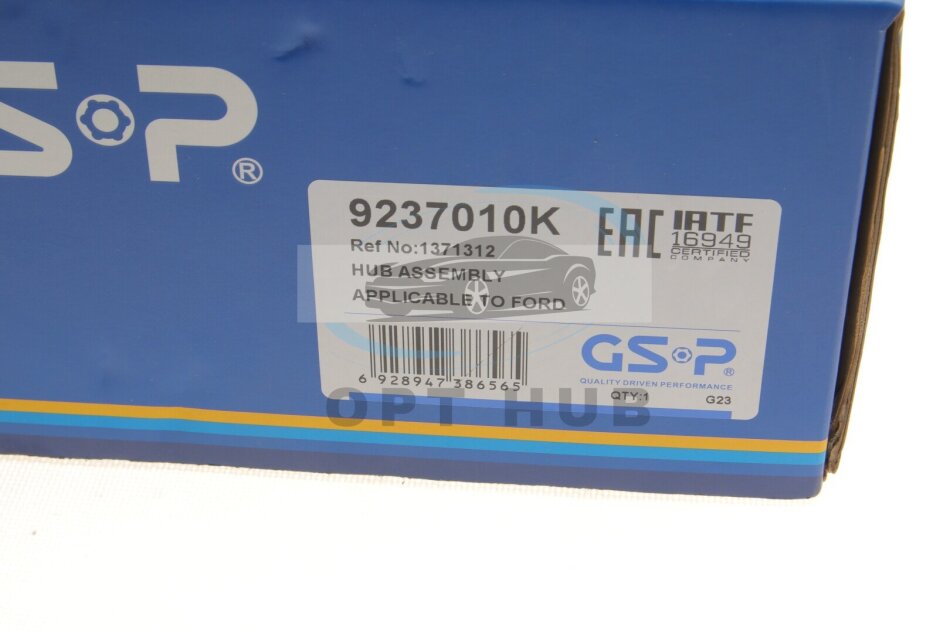 GS•P®
9237010K
Ref No:1371312
HUB ASSEMBLY
APPLICABLE TO FORD
EAC
IATF
16949
CERTIFIED
COMPANY
6 928947 386565
GS•P®
QUALITY DRIVEN PERFORMANCE
QTY:1 G23
OPT HUB